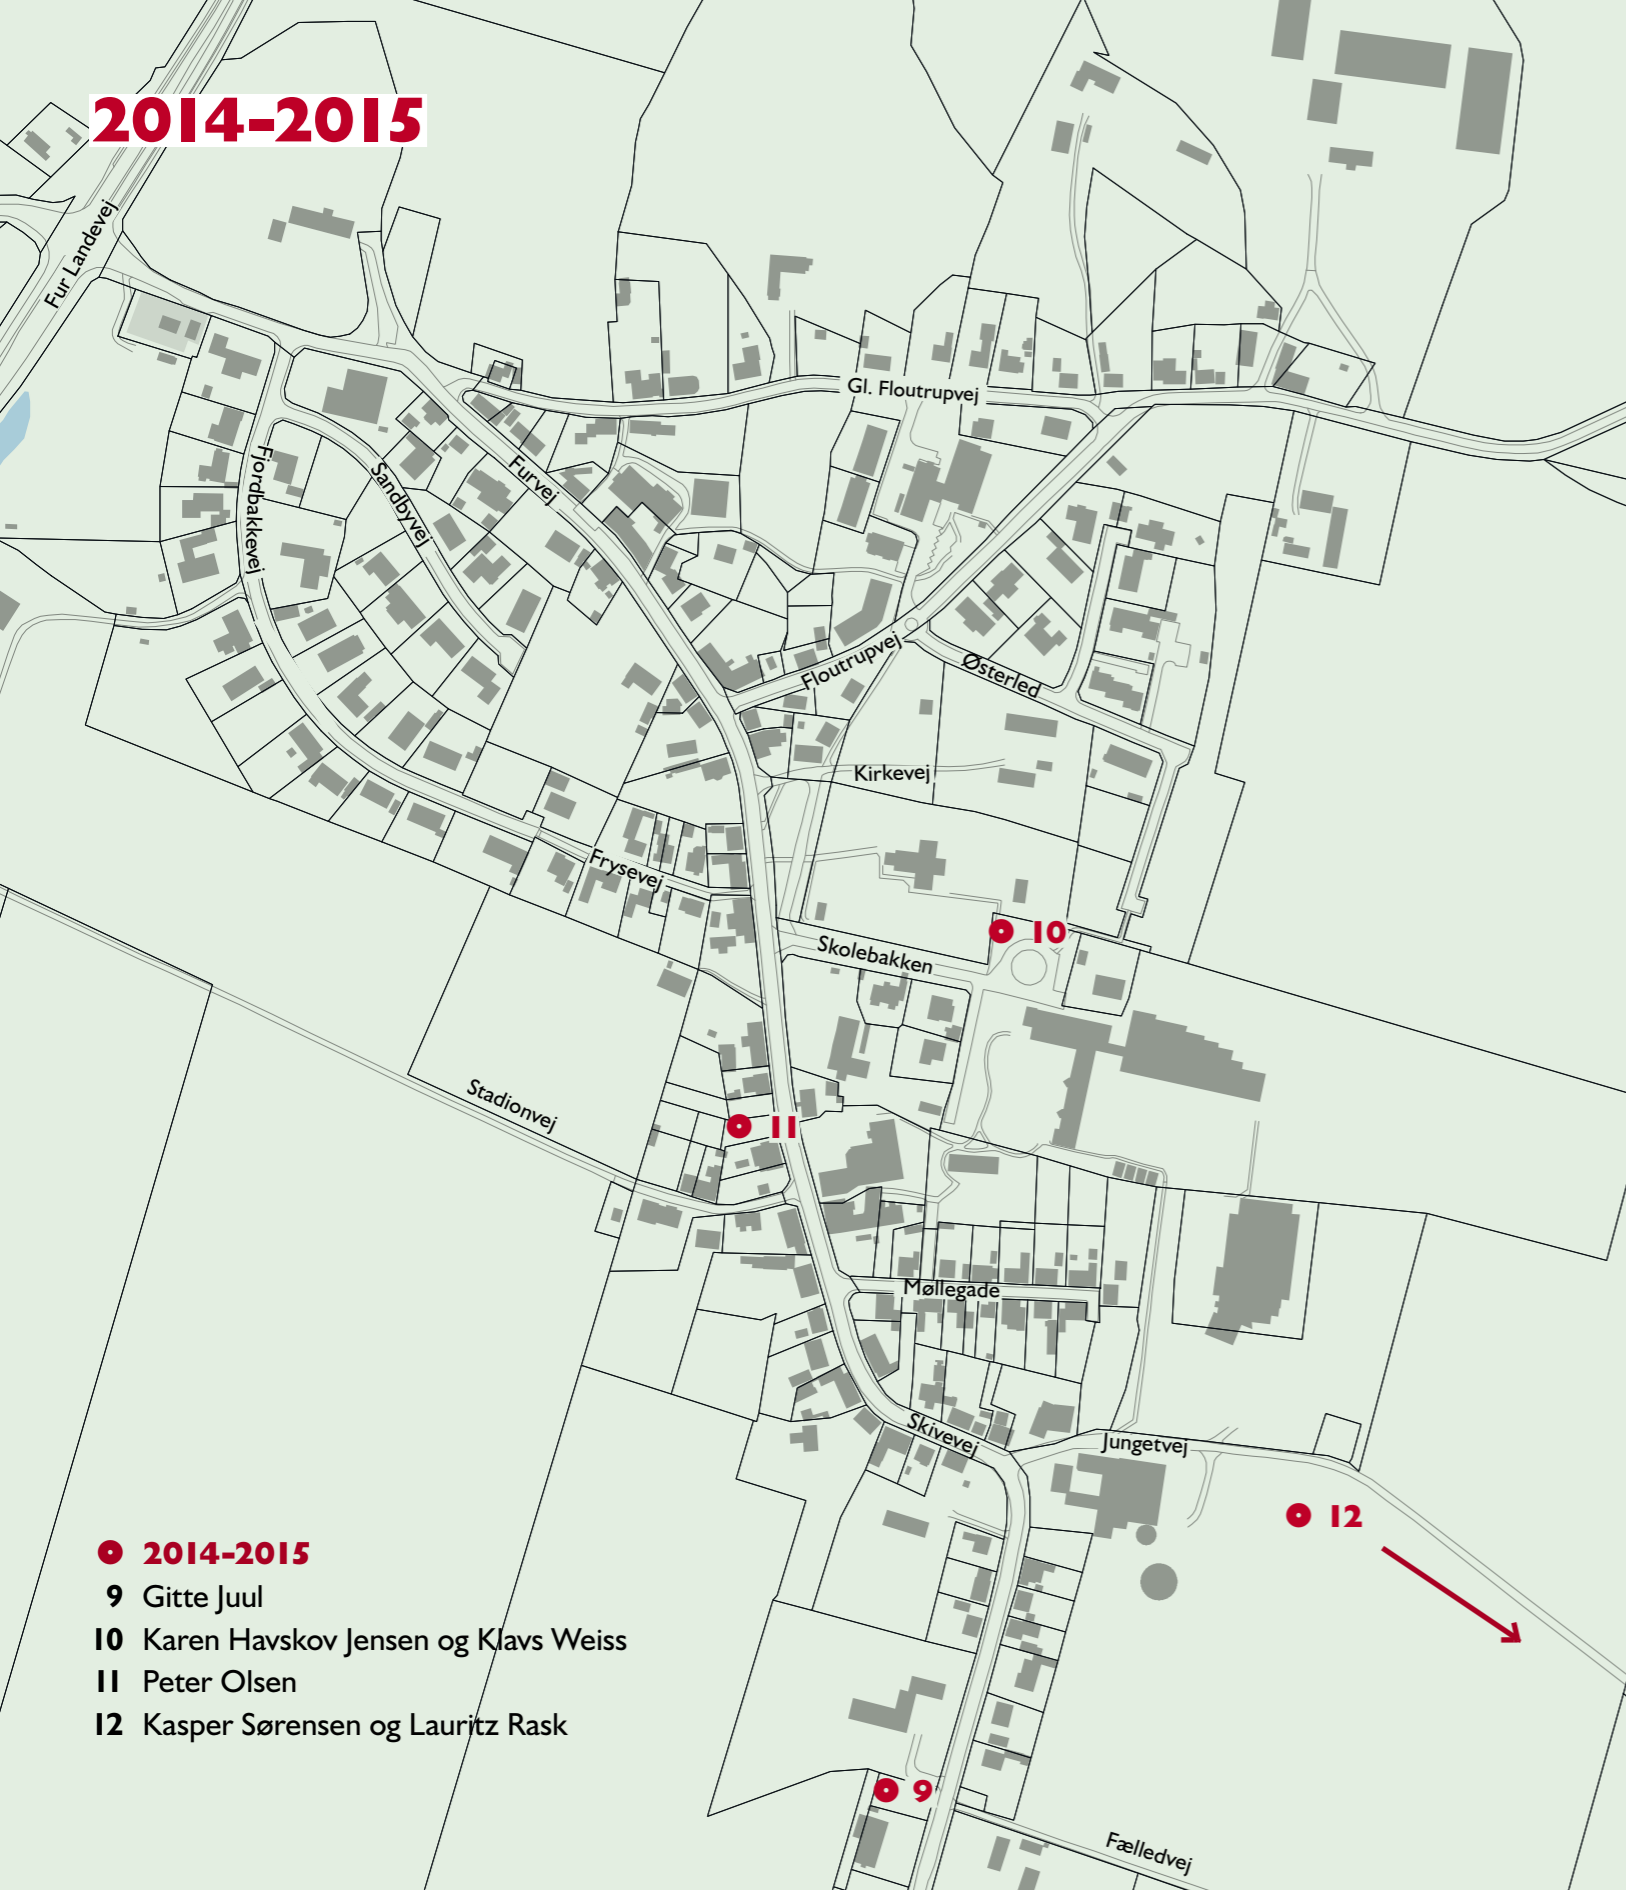 2014-2015
Fur Landevej
Gl. Floutrupvej
Fjordbakkevej
Sandbyvej
Furvej
Floutrupvej
Østerled
Kirkevej
Frysevej
10
Skolebakken
Stadionvej
11
Møllegade
Skivevej
Jungetvej
12
2014-2015
9 Gitte Juul
10 Karen Havskov Jensen og Klavs Weiss
11 Peter Olsen
12 Kasper Sørensen og Lauritz Rask
9
Fælledvej